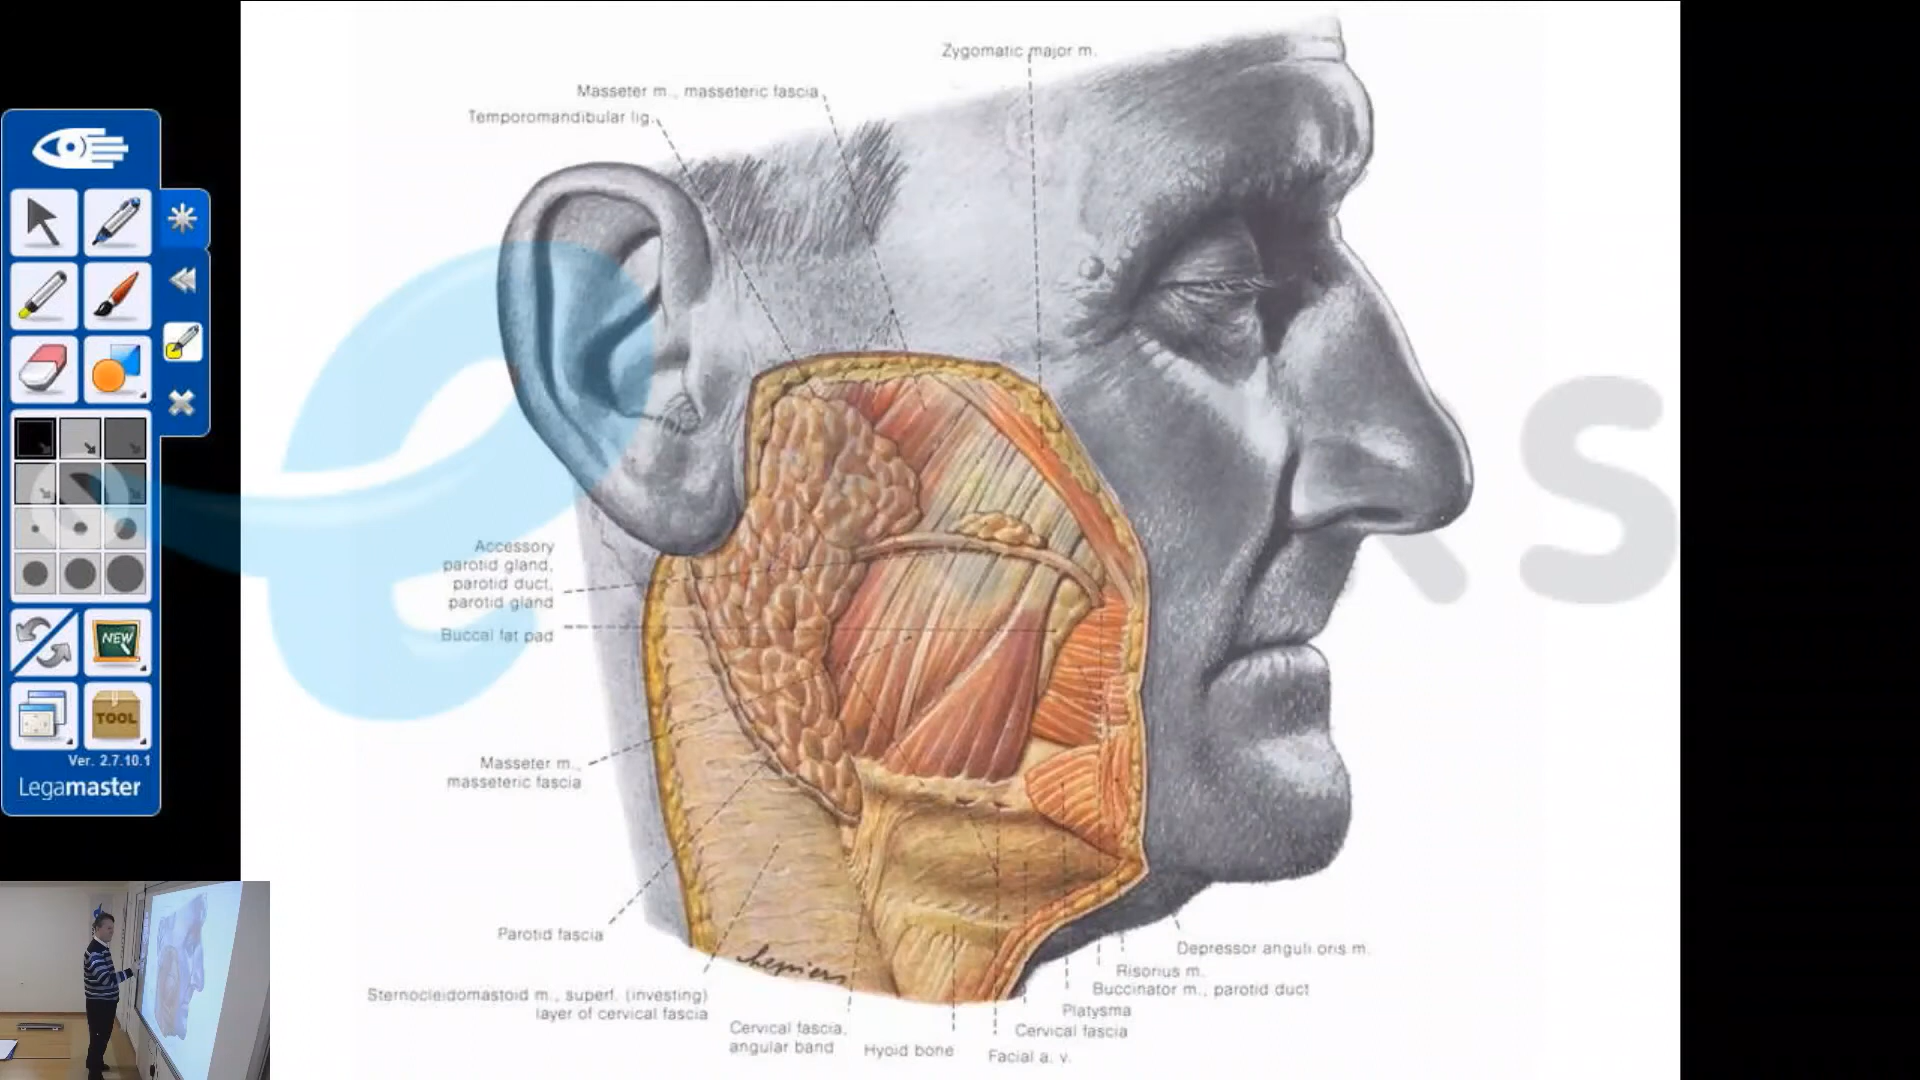 Zygomatic major m.
Masseter m., masseteric fascia
Temporomandibular lig.
Accessory
parotid gland,
parotid duct,
parotid gland
Buccal fat pad
Masseter m.,
masseteric fascia
Parotid fascia
Sternocleidomastoid m., superf. (investing)
layer of cervical fascia
Cervical fascia,
angular band
Hyoid bone
Facial a. v.
Cervical fascia
Platysma
Buccinator m., parotid duct
Risorius m.
Depressor anguli oris m.
NEW
TOOL
Ver. 2.7.10.1
Legamaster